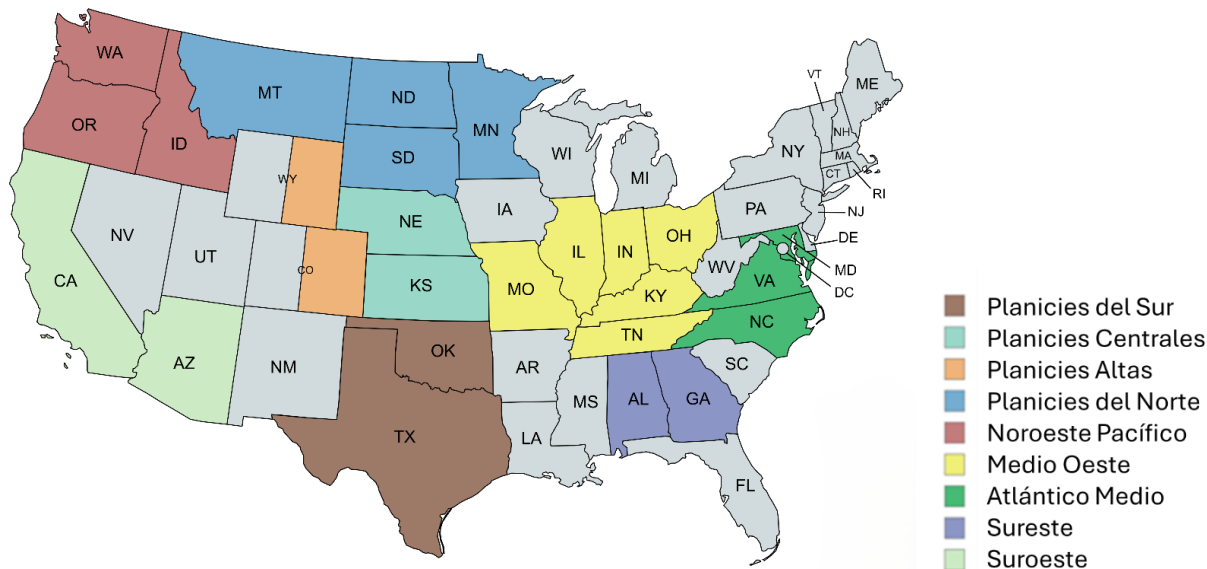 WA
MT
ND
MN
OR
ID
SD
WY
WI
MI
VT
ME
NH
NY
MA
CT
RI
NE
IA
PA
NJ
NV
UT
CO
IL
IN
OH
DE
WV
MD
CA
KS
MO
VA
DC
KY
NC
TN
AZ
NM
OK
AR
SC
MS
AL
GA
TX
LA
FL
Planicies del Sur
Planicies Centrales
Planicies Altas
Planicies del Norte
Noroeste Pacífico
Medio Oeste
Atlántico Medio
Sureste
Suroeste